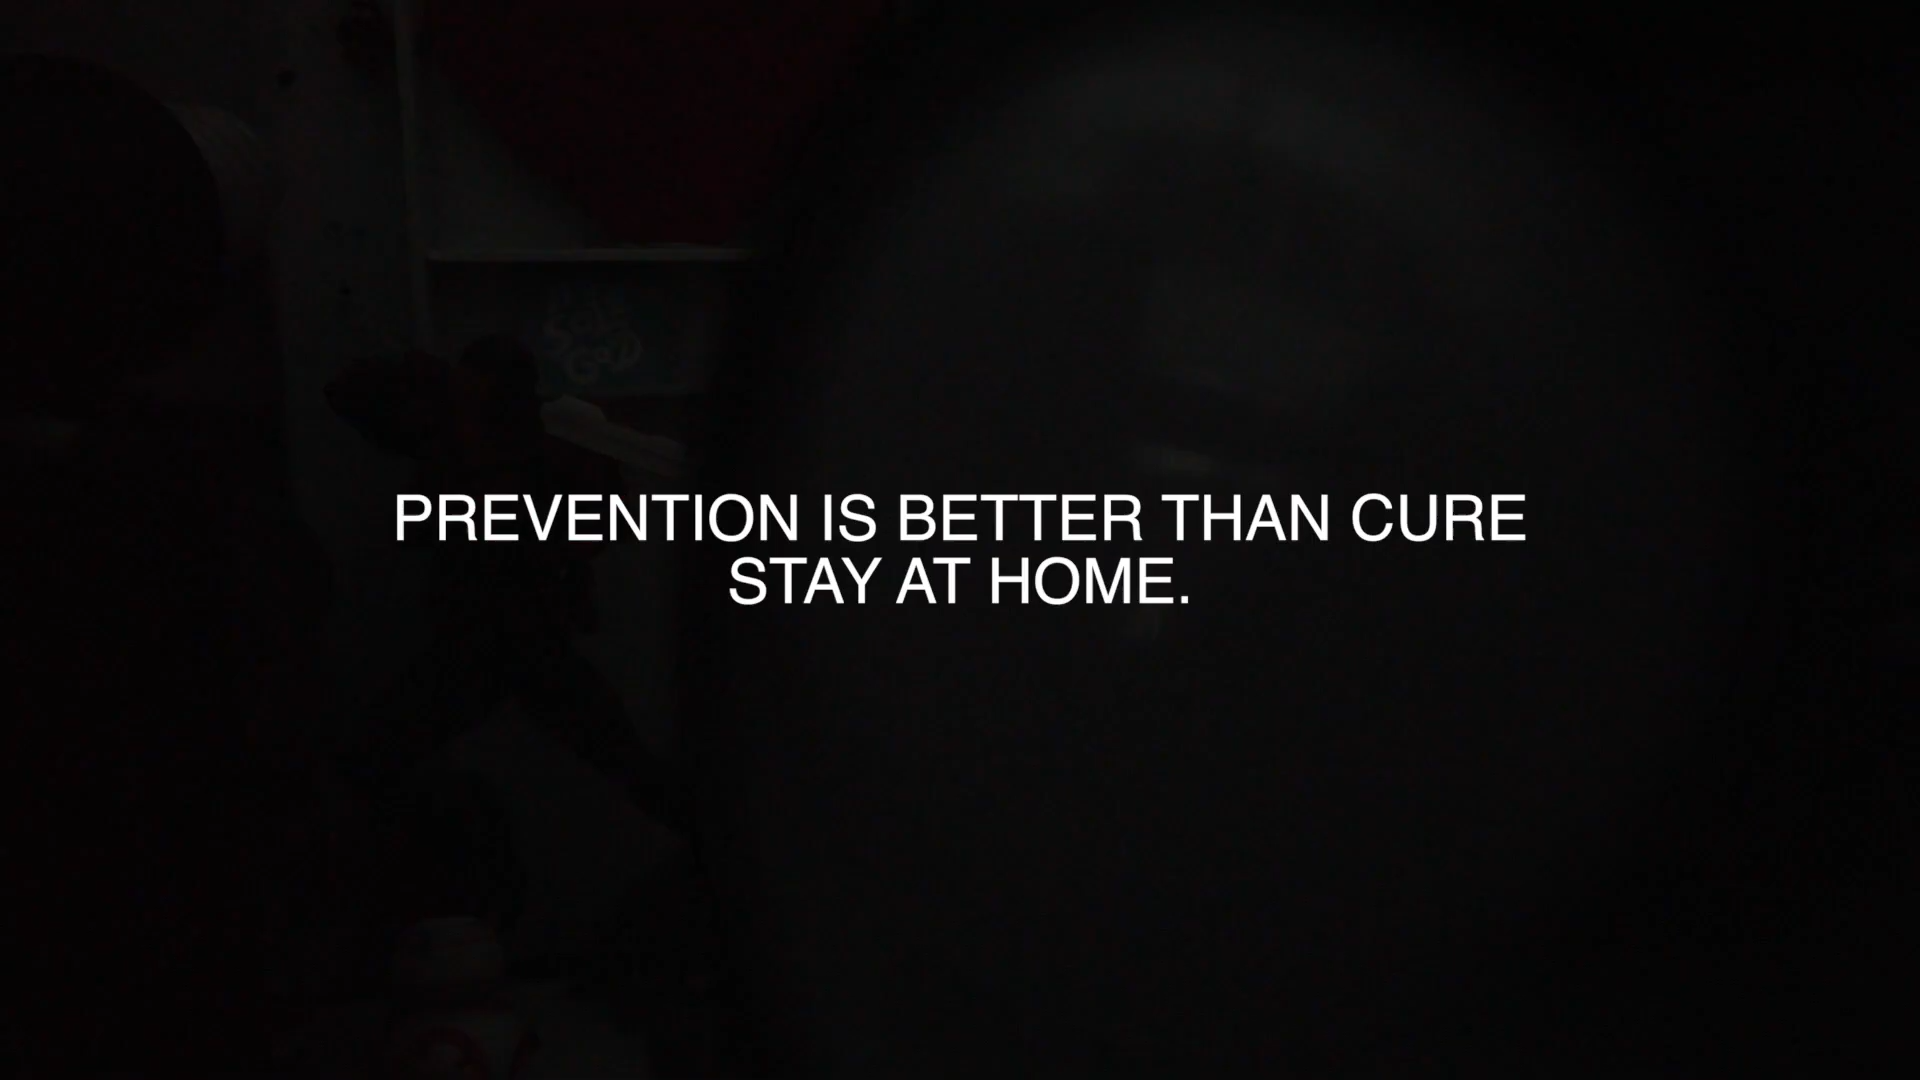 PREVENTION IS BETTER THAN CURE
STAY AT HOME.